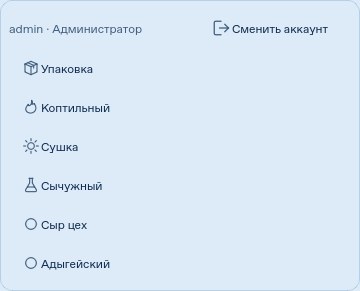 admin · Администратор Сменить аккаунт
Упаковка
Коптильный
Сушка
Сычужный
Сыр цех
Адыгейский